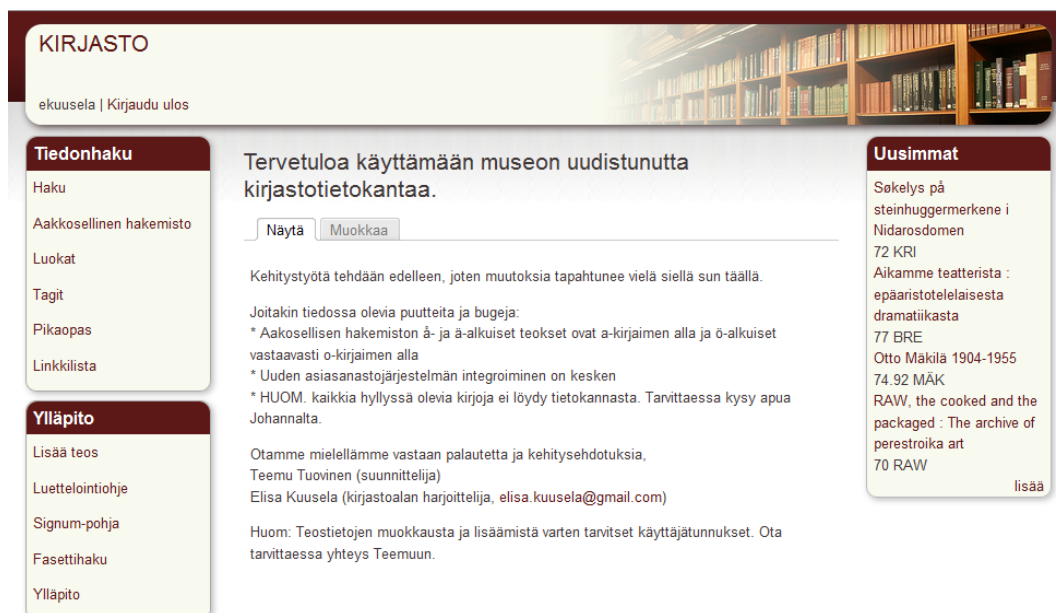 KIRJASTO
ekuusela | Kirjaudu ulos
Tiedonhaku
Haku
Aakkosellinen hakemisto
Luokat
Tagit
Pikaopas
Linkkilista
Ylläpito
Lisää teos
Luettelointiohje
Signum-pohja
Fasettihaku
Ylläpito
Tervetuloa käyttämään museon uudistunutta
kirjastotietokantaa.
Näytä Muokkaa
Kehitystyötä tehdään edelleen, joten muutoksia tapahtunee vielä siellä sun täällä.
Joitakin tiedossa olevia puutteita ja bugeja:
* Aakosellisen hakemiston å- ja ä-alkuiset teokset ovat a-kirjaimen alla ja ö-alkuiset
vastaavasti o-kirjaimen alla
* Uuden asiasanastojärjestelmän integroiminen on kesken
* HUOM. kaikkia hyllyssä olevia kirjoja ei löydy tietokannasta. Tarvittaessa kysy apua
Johannalta.
Otamme mielellämme vastaan palautetta ja kehitysehdotuksia,
Teemu Tuovinen (suunnittelija)
Elisa Kuusela (kirjastoalan harjoittelija, elisa.kuusela@gmail.com)
Huom: Teostietojen muokkausta ja lisäämistä varten tarvitset käyttäjätunnukset. Ota
tarvittaessa yhteys Teemuun.
Uusimmat
Søkelys på
steinhuggermerkene i
Nidarosdomen
72 KRI
Aikamme teatterista :
epäaristotelelaisesta
dramatiikasta
77 BRE
Otto Mäkilä 1904-1955
74.92 MÄK
RAW, the cooked and the
packaged : The archive of
perestroika art
70 RAW
lisää